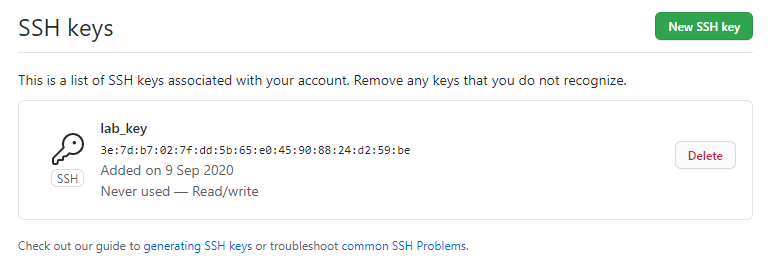 SSH keys
New SSH key
This is a list of SSH keys associated with your account. Remove any keys that you do not recognize.
lab_key
3e:7d:b7:02:7f:dd:5b:65:e0:45:90:88:24:d2:59:be
Added on 9 Sep 2020
Never used — Read/write
SSH
Delete
Check out our guide to generating SSH keys or troubleshoot common SSH Problems.